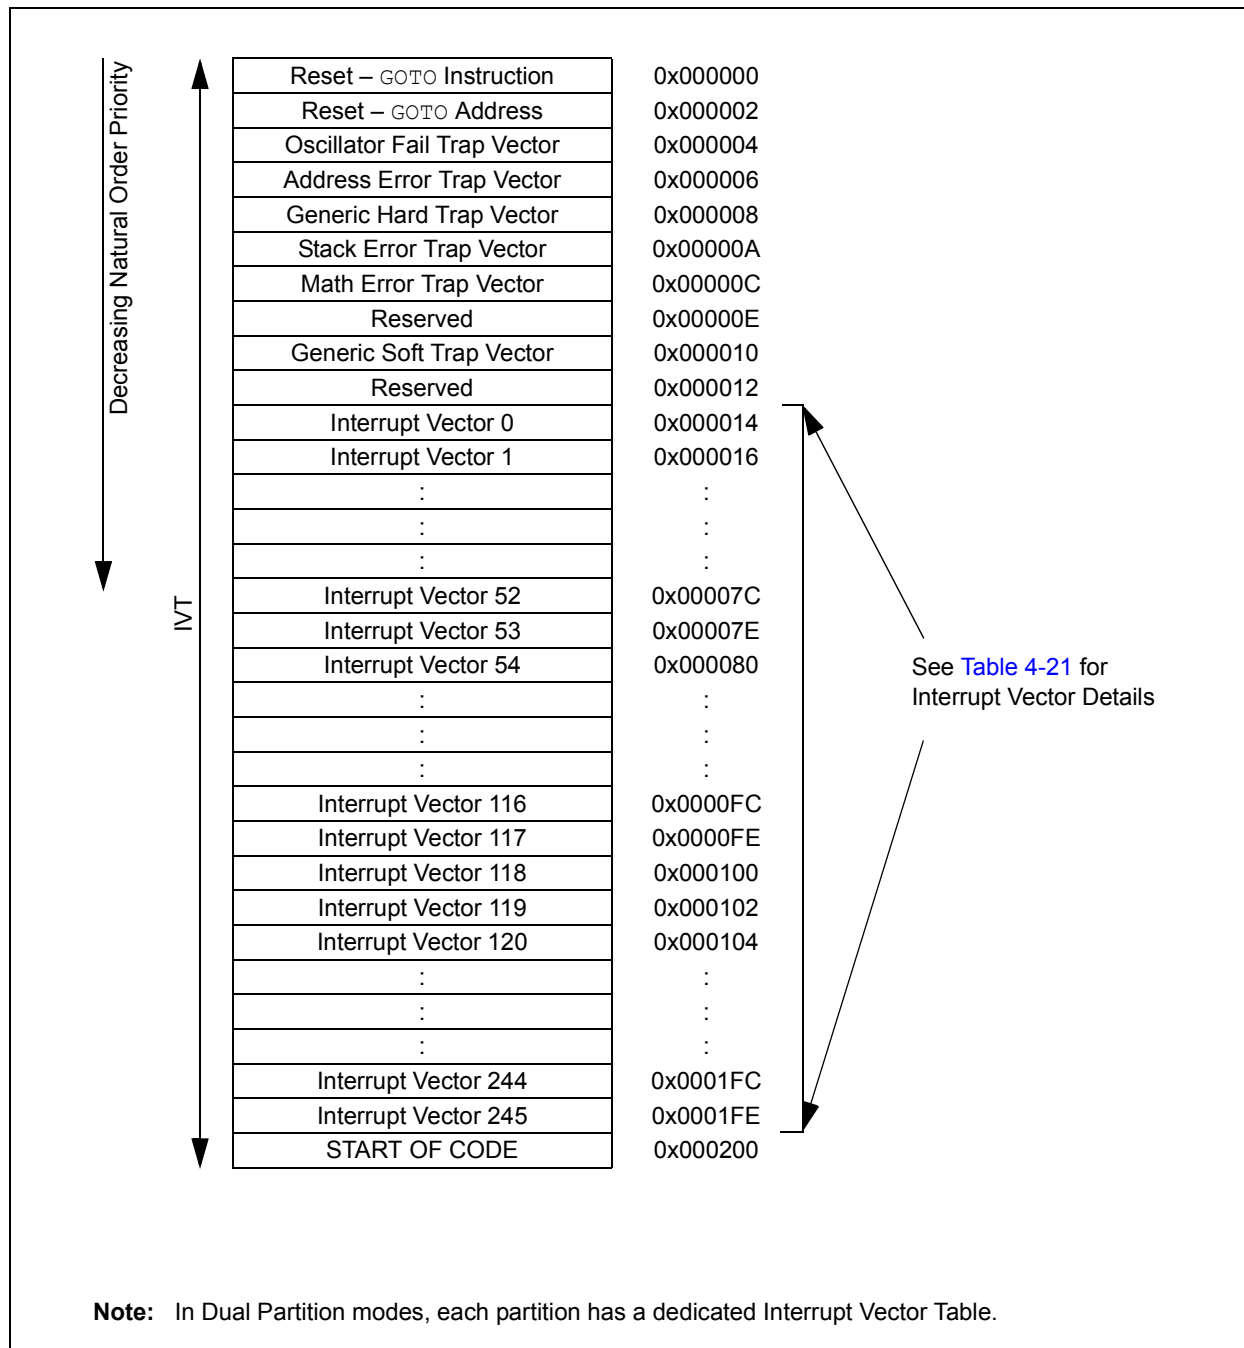 Decreasing Natural Order Priority
IVT
Reset – GOTO Instruction 0x000000
Reset – GOTO Address 0x000002
Oscillator Fail Trap Vector 0x000004
Address Error Trap Vector 0x000006
Generic Hard Trap Vector 0x000008
Stack Error Trap Vector 0x00000A
Math Error Trap Vector 0x00000C
Reserved 0x00000E
Generic Soft Trap Vector 0x000010
Reserved 0x000012
Interrupt Vector 0 0x000014
Interrupt Vector 1 0x000016
: :
: :
: :
Interrupt Vector 52 0x00007C
Interrupt Vector 53 0x00007E
Interrupt Vector 54 0x000080
See Table 4-21 for
Interrupt Vector Details
: :
: :
: :
Interrupt Vector 116 0x0000FC
Interrupt Vector 117 0x0000FE
Interrupt Vector 118 0x000100
Interrupt Vector 119 0x000102
Interrupt Vector 120 0x000104
: :
: :
: :
Interrupt Vector 244 0x0001FC
Interrupt Vector 245 0x0001FE
START OF CODE 0x000200
Note: In Dual Partition modes, each partition has a dedicated Interrupt Vector Table.